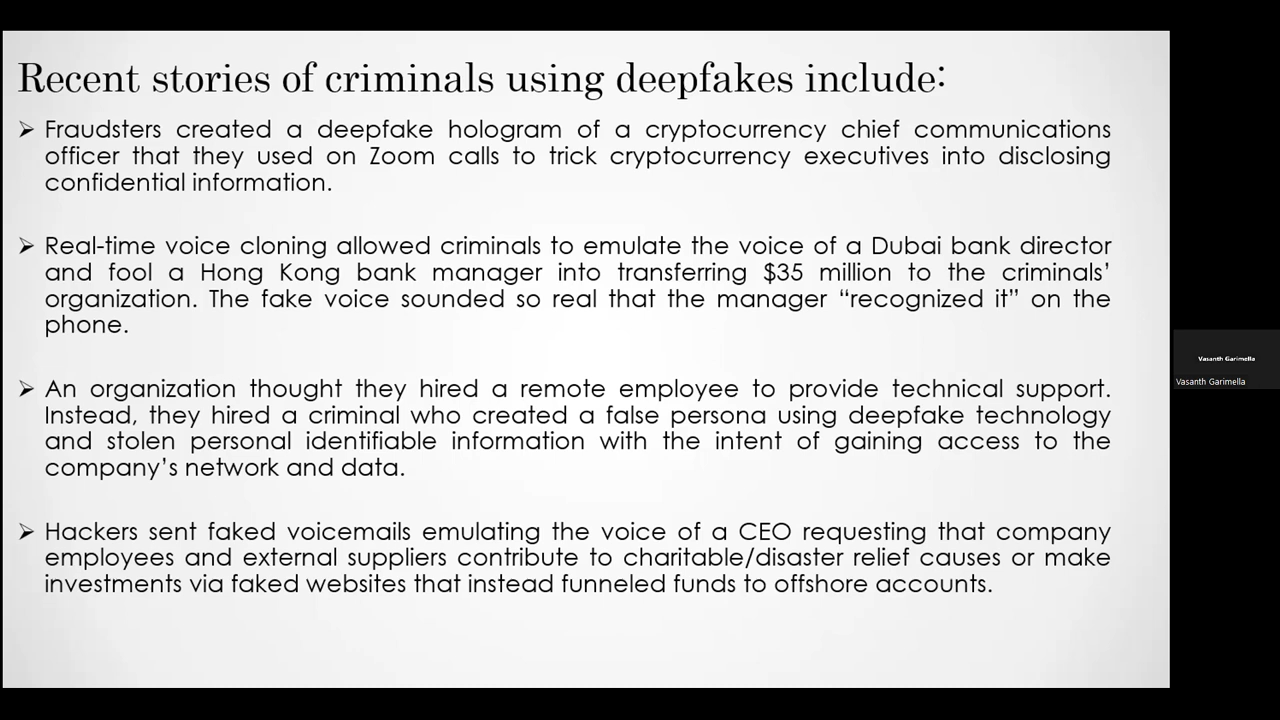 Recent stories of criminals using deepfakes include:
➢ Fraudsters created a deepfake hologram of a cryptocurrency chief communications
officer that they used on Zoom calls to trick cryptocurrency executives into disclosing
confidential information.
➢ Real-time voice cloning allowed criminals to emulate the voice of a Dubai bank director
and fool a Hong Kong bank manager into transferring $35 million to the criminals’
organization. The fake voice sounded so real that the manager “recognized it” on the
phone.
➢ An organization thought they hired a remote employee to provide technical support.
Instead, they hired a criminal who created a false persona using deepfake technology
and stolen personal identifiable information with the intent of gaining access to the
company’s network and data.
➢ Hackers sent faked voicemails emulating the voice of a CEO requesting that company
employees and external suppliers contribute to charitable/disaster relief causes or make
investments via faked websites that instead funneled funds to offshore accounts.
Vasanth Garimella
Vasanth Garimella